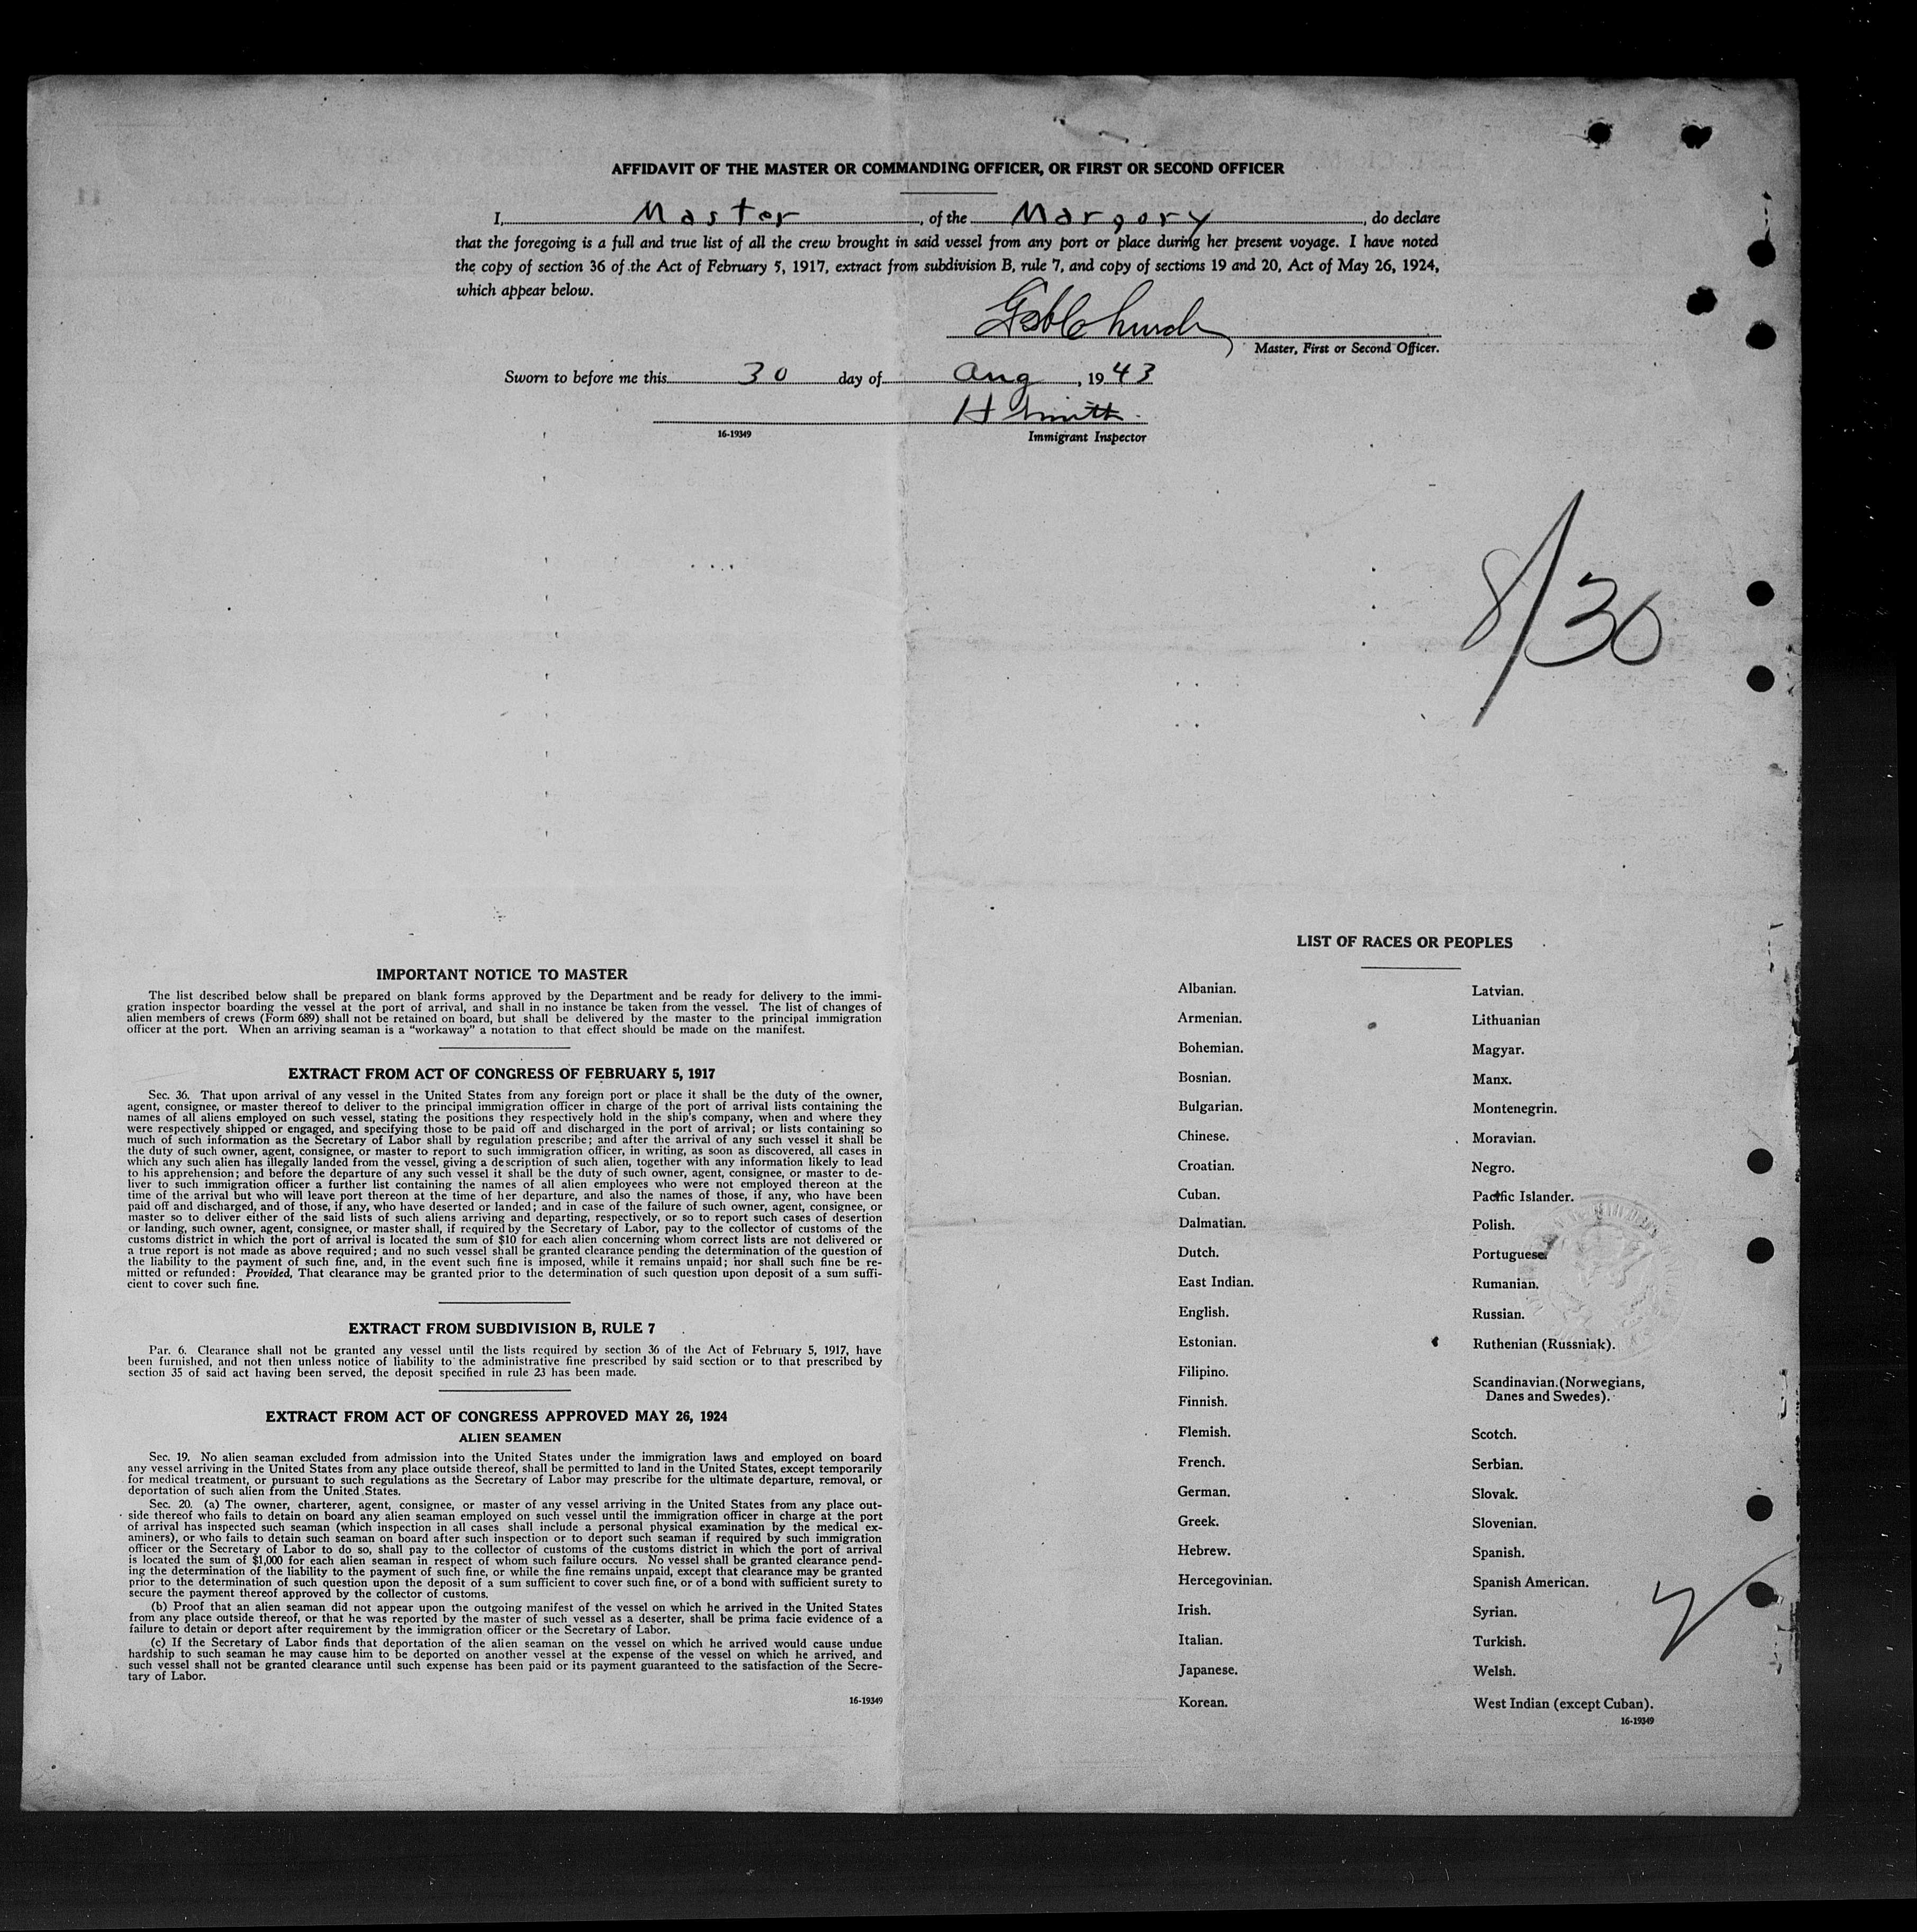 AFFIDAVIT OF THE MASTER OR COMMANDING OFFICER, OR FIRST OR SECOND OFFICER
I, Master, of the Margory, do declare
that the foregoing is a full and true list of all the crew brought in said vessel from any port or place during her present voyage. I have noted
the copy of section 36 of the Act of February 5, 1917, extract from subdivision B, rule 7, and copy of sections 19 and 20, Act of May 26, 1924,
which appear below.
Master, First or Second Officer.
Sworn to before me this 30 day of Aug, 1943
H Smith
16-19349 Immigrant Inspector
8/30
IMPORTANT NOTICE TO MASTER
The list described below shall be prepared on blank forms approved by the Department and be ready for delivery to the immi-
gration inspector boarding the vessel at the port of arrival, and shall in no instance be taken from the vessel. The list of changes of
alien members of crews (Form 689) shall not be retained on board, but shall be delivered by the master to the principal immigration
officer at the port. When an arriving seaman is a "workaway" a notation to that effect should be made on the manifest.
EXTRACT FROM ACT OF CONGRESS OF FEBRUARY 5, 1917
Sec. 36. That upon arrival of any vessel in the United States from any foreign port or place it shall be the duty of the owner,
agent, consignee, or master thereof to deliver to the principal immigration officer in charge of the port of arrival lists containing the
names of all aliens employed on such vessel, stating the positions they respectively hold in the ship's company, when and where they
were respectively shipped or engaged, and specifying those to be paid off and discharged in the port of arrival; or lists containing so
much of such information as the Secretary of Labor shall by regulation prescribe; and after the arrival of any such vessel it shall be
the duty of such owner, agent, consignee, or master to report to such immigration officer, in writing, as soon as discovered, all cases in
which any such alien has illegally landed from the vessel, giving a description of such alien, together with any information likely to lead
to his apprehension; and before the departure of any such vessel it shall be the duty of such owner, agent, consignee, or master to de-
liver to such immigration officer a further list containing the names of all alien employees who were not employed thereon at the
time of the arrival but who will leave port thereon at the time of her departure, and also the names of those, if any, who have been
paid off and discharged, and of those, if any, who have deserted or landed; and in case of the failure of such owner, agent, consignee, or
master so to deliver either of the said lists of such aliens arriving and departing, respectively, or so to report such cases of desertion
or landing, such owner, agent, consignee, or master shall, if required by the Secretary of Labor, pay to the collector of customs of the
customs district in which the port of arrival is located the sum of $10 for each alien concerning whom correct lists are not delivered or
a true report is not made as above required; and no such vessel shall be granted clearance pending the determination of the question of
the liability to the payment of such fine, and, in the event such fine is imposed, while it remains unpaid; nor shall such fine be re-
mitted or refunded: Provided, That clearance may be granted prior to the determination of such question upon deposit of a sum suffi-
cient to cover such fine.
EXTRACT FROM SUBDIVISION B, RULE 7
Par. 6. Clearance shall not be granted any vessel until the lists required by section 36 of the Act of February 5, 1917, have
been furnished, and not then unless notice of liability to the administrative fine prescribed by said section or to that prescribed by
section 35 of said act having been served, the deposit specified in rule 23 has been made.
EXTRACT FROM ACT OF CONGRESS APPROVED MAY 26, 1924
ALIEN SEAMEN
Sec. 19. No alien seaman excluded from admission into the United States under the immigration laws and employed on board
any vessel arriving in the United States from any place outside thereof, shall be permitted to land in the United States, except temporarily
for medical treatment, or pursuant to such regulations as the Secretary of Labor may prescribe for the ultimate departure, removal, or
deportation of such alien from the United States.
Sec. 20. (a) The owner, charterer, agent, consignee, or master of any vessel arriving in the United States from any place out-
side thereof who fails to detain on board any alien seaman employed on such vessel until the immigration officer in charge at the port
of arrival has inspected such seaman (which inspection in all cases shall include a personal physical examination by the medical ex-
aminers), or who fails to detain such seaman on board after such inspection or to deport such seaman if required by such immigration
officer or the Secretary of Labor to do so, shall pay to the collector of customs of the customs district in which the port of arrival
is located the sum of $1,000 for each alien seaman in respect of whom such failure occurs. No vessel shall be granted clearance pend-
ing the determination of the liability to the payment of such fine, or while the fine remains unpaid, except that clearance may be granted
prior to the determination of such question upon the deposit of a sum sufficient to cover such fine, or of a bond with sufficient surety to
secure the payment thereof approved by the collector of customs.
(b) Proof that an alien seaman did not appear upon the outgoing manifest of the vessel on which he arrived in the United States
from any place outside thereof, or that he was reported by the master of such vessel as a deserter, shall be prima facie evidence of a
failure to detain or deport after requirement by the immigration officer or the Secretary of Labor.
(c) If the Secretary of Labor finds that deportation of the alien seaman on the vessel on which he arrived would cause undue
hardship to such seaman he may cause him to be deported on another vessel at the expense of the vessel on which he arrived, and
such vessel shall not be granted clearance until such expense has been paid or its payment guaranteed to the satisfaction of the Secre-
tary of Labor.
16-19349
LIST OF RACES OR PEOPLES
Albanian.
Armenian.
Bohemian.
Bosnian.
Bulgarian.
Chinese.
Croatian.
Cuban.
Dalmatian.
Dutch.
East Indian.
English.
Estonian.
Filipino.
Finnish.
Flemish.
French.
German.
Greek.
Hebrew.
Hercegovinian.
Irish.
Italian.
Japanese.
Korean.
Latvian.
Lithuanian
Magyar.
Manx.
Montenegrin.
Moravian.
Negro.
Pacific Islander.
Polish.
Portuguese.
Rumanian.
Russian.
Ruthenian (Russniak).
Scandinavian.(Norwegians,
Danes and Swedes).
Scotch.
Serbian.
Slovak.
Slovenian.
Spanish.
Spanish American.
Syrian.
Turkish.
Welsh.
West Indian (except Cuban).
16-19349